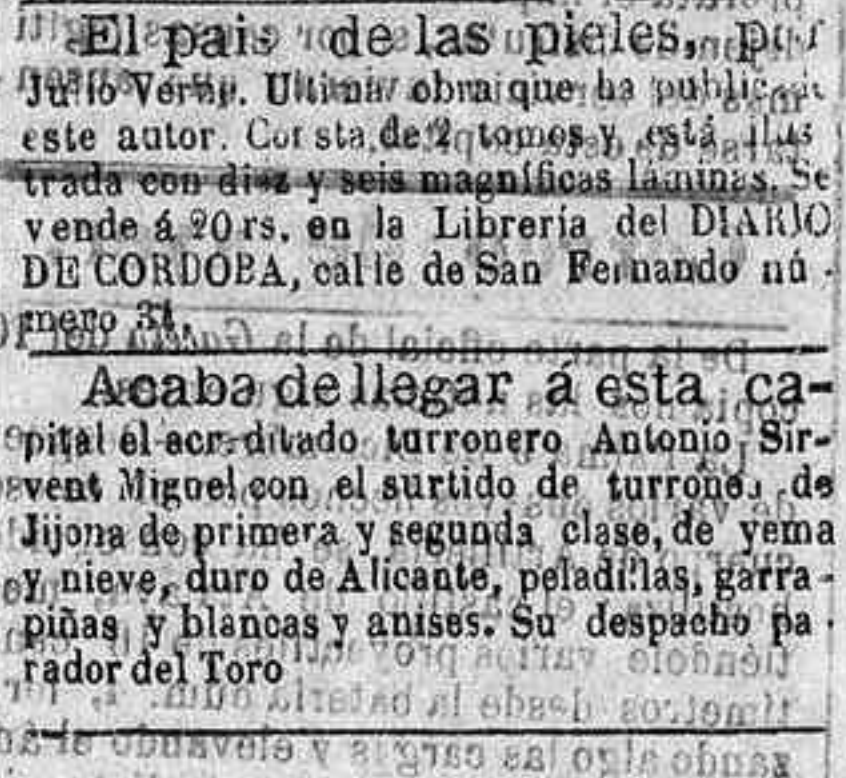 El pais de las pieles, por
Julio Verne. Ultima obra que ha publicado
este autor. Consta de 2 tomos y está ilus
trada con diez y seis magníficas láminas. Se
vende á 20 rs. en la Librería del DIARIO
DE CORDOBA, calle de San Fernando nú-
mero 34.
Acaba de llegar á esta ca-
pital el acreditado turronero Antonio Sir-
vent Miguel con el surtido de turrones de
Jijona de primera y segunda clase, de yema
y nieve, duro de Alicante, peladillas, garra-
piñas y blancas y anises. Su despacho pa-
rador del Toro